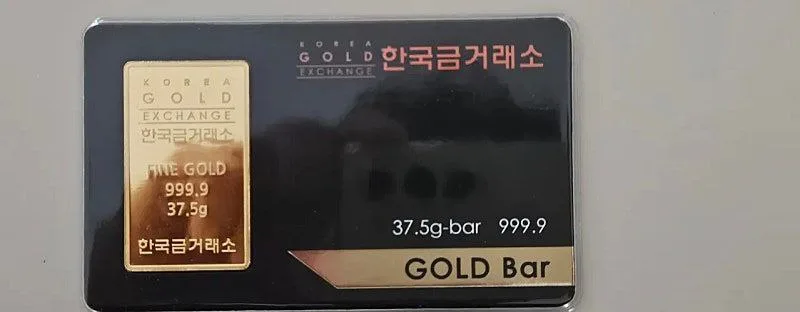 KOREA
GOLD
EXCHANGE
한국금거래소
FINE GOLD
999.9
37.5g
한국금거래소
KOREA
GOLD
EXCHANGE
한국금거래소
37.5g-bar 999.9
GOLD Bar